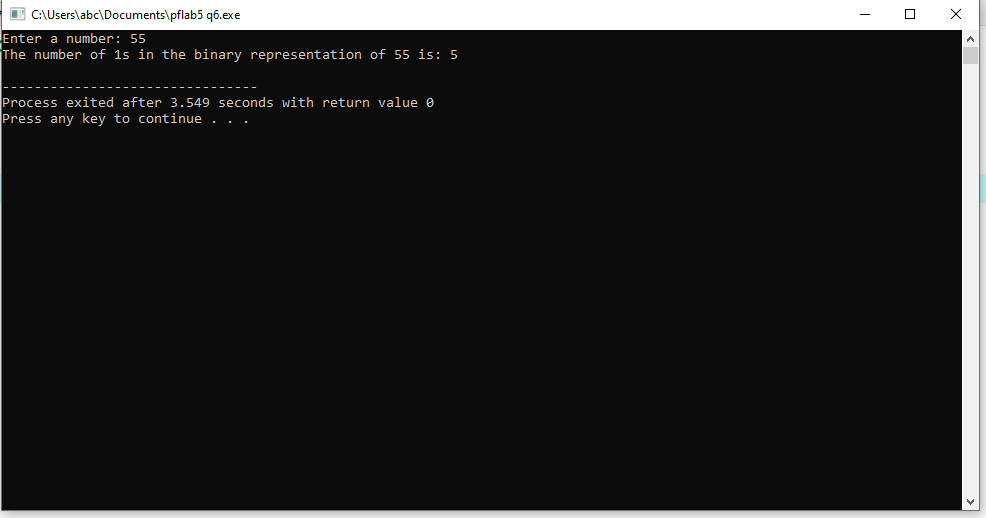 C:\Users\abc\Documents\pflab5 q6.exe
Enter a number: 55
The number of 1s in the binary representation of 55 is: 5
--------------------------------
Process exited after 3.549 seconds with return value 0
Press any key to continue . . .